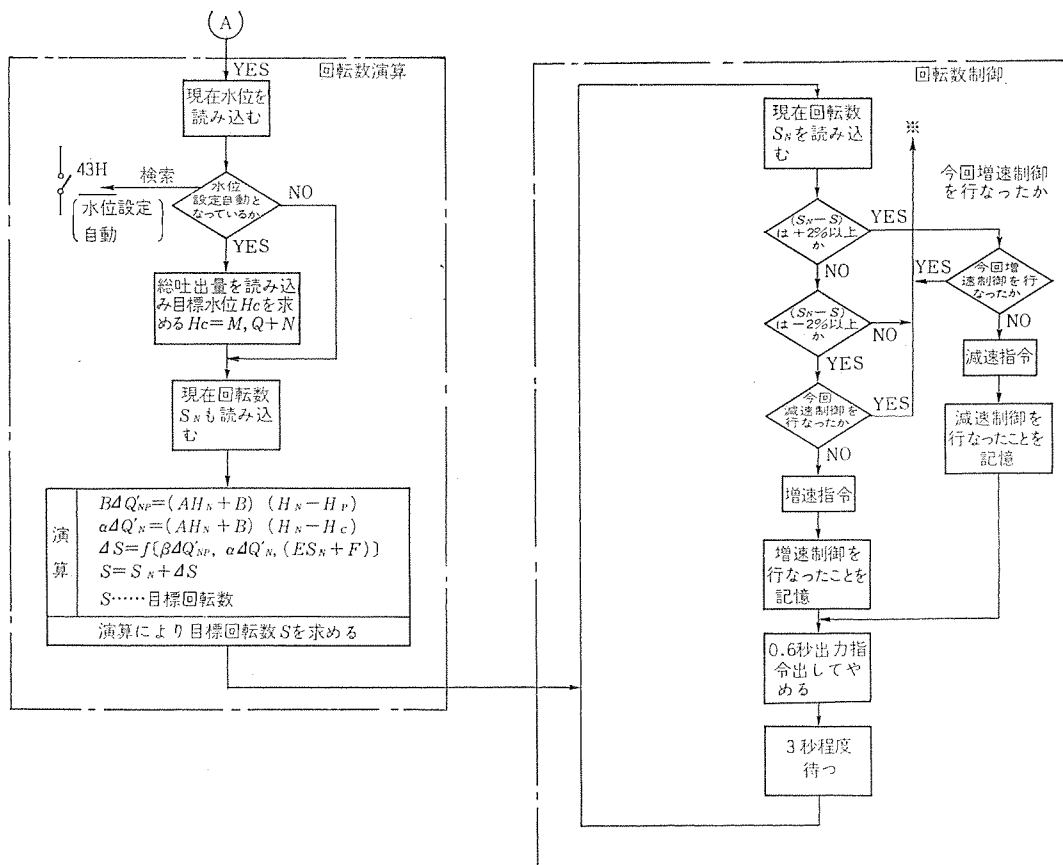 A
YES
回転数演算
現在水位を
読み込む
43H
検索
水位設定
自動
水位
設定自動と
なっているか
NO
YES
総吐出量を読み込
み目標水位Hcを求
めるHc=M, Q+N
現在回転数
S_Nも読み込
む
演
算
BΔQ'_NP=(AH_N+B) (H_N−H_P)
αΔQ'_N=(AH_N+B) (H_N−H_C)
ΔS=f[βΔQ'_NP, αΔQ'_N, (ES_N+F)]
S=S_N+ΔS
S……目標回転数
演算により目標回転数Sを求める
回転数制御
現在回転数
S_Nを読み込
む
※
今回増速制御
を行なったか
(S_N−S)
は+2%以上
か
YES
NO
今回増
速制御を行
なったか
YES
NO
減速指令
減速制御を
行なったことを
記憶
(S_N−S)
は−2%以上
か
NO
YES
今回
減速制御を
行なったか
YES
NO
増速指令
増速制御を
行なったことを
記憶
0.6秒出力指
令出してや
める
3秒程度
待つ